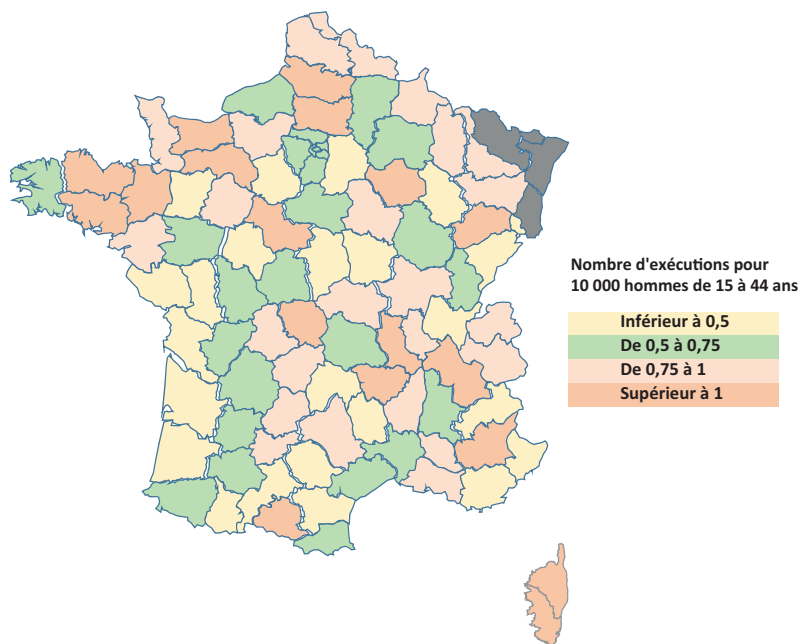 Nombre d'exécutions pour
10 000 hommes de 15 à 44 ans
Inférieur à 0,5
De 0,5 à 0,75
De 0,75 à 1
Supérieur à 1